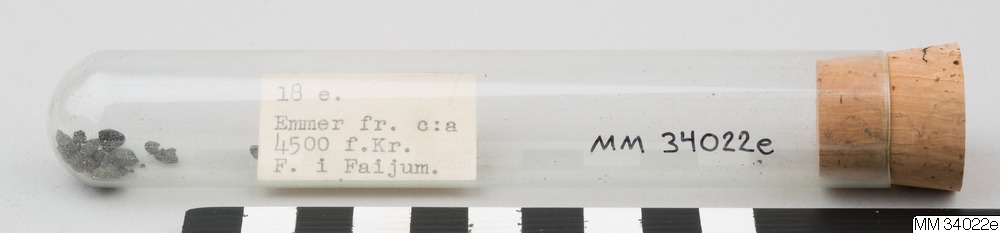 18 e.
Emmer fr. c:a
4500 f.Kr.
F. i Faijum.
MM 34022e
MM 34022e